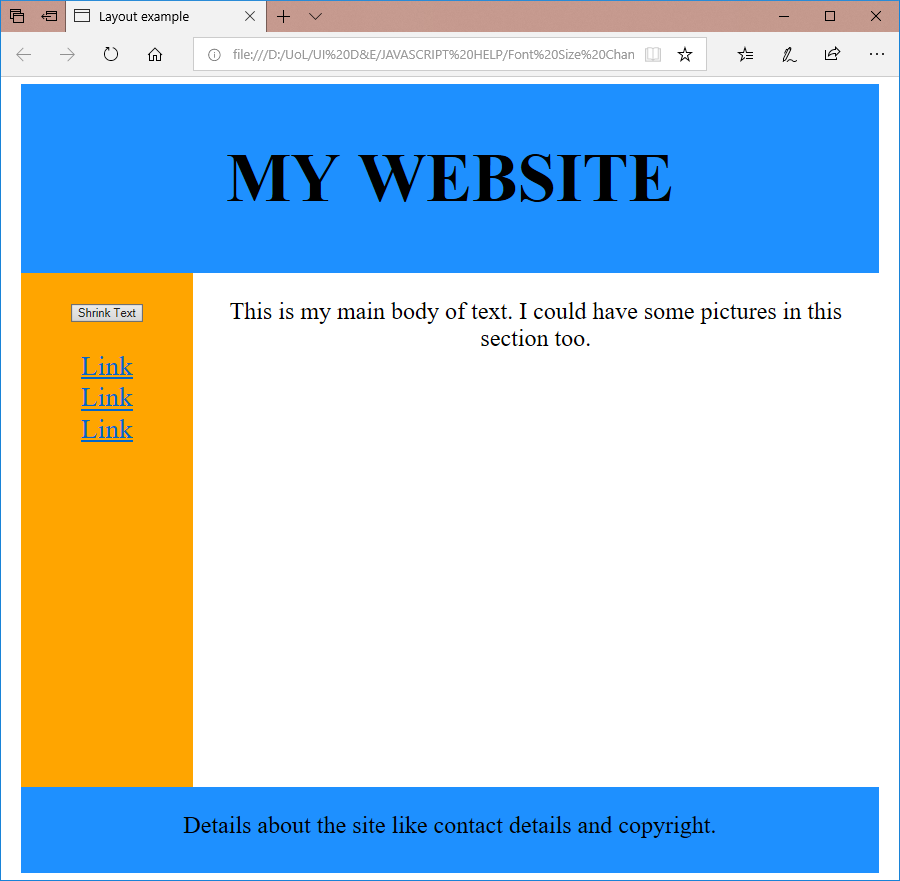 Layout example
file:///D:/UoL/UI%20D&E/JAVASCRIPT%20HELP/Font%20Size%20Chan
MY WEBSITE
Shrink Text
This is my main body of text. I could have some pictures in this
section too.
Link
Link
Link
Details about the site like contact details and copyright.